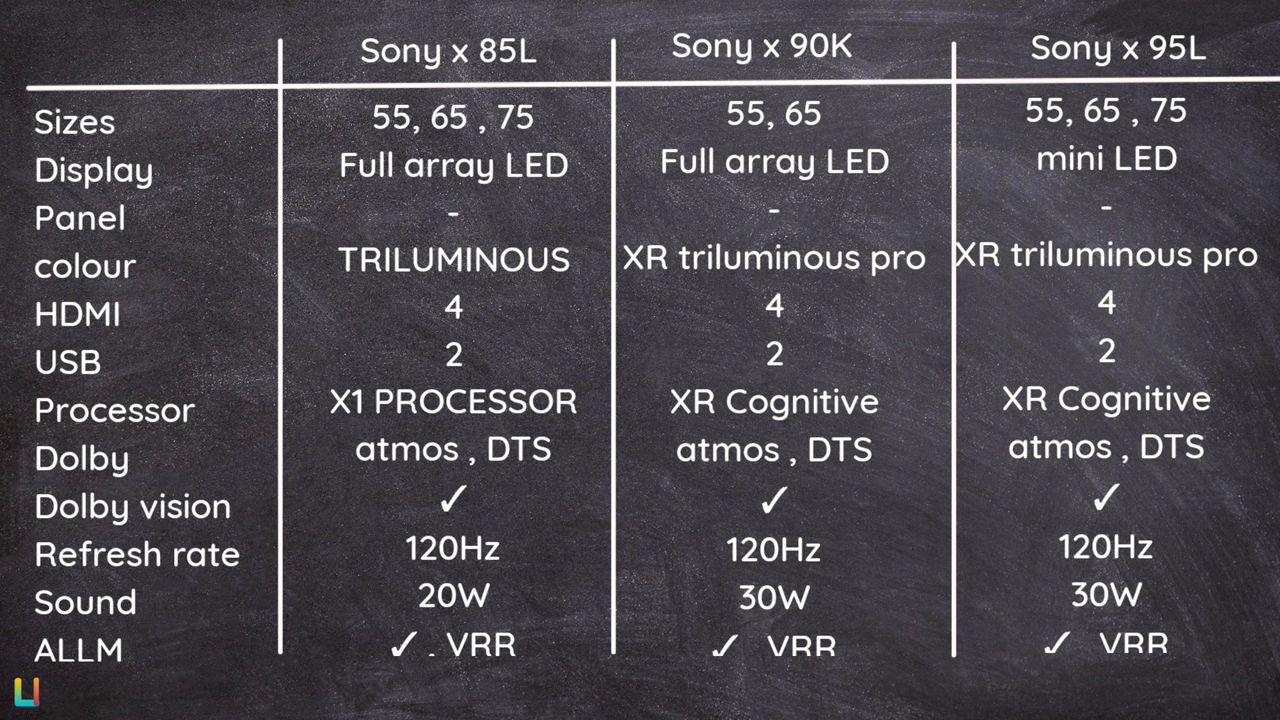 Sony x 85L Sony x 90K Sony x 95L
Sizes 55, 65 , 75 55, 65 55, 65 , 75
Display Full array LED Full array LED mini LED
Panel - - -
colour TRILUMINOUS XR triluminous pro XR triluminous pro
HDMI 4 4 4
USB 2 2 2
Processor X1 PROCESSOR XR Cognitive XR Cognitive
Dolby atmos , DTS atmos , DTS atmos , DTS
Dolby vision ✓ ✓ ✓
Refresh rate 120Hz 120Hz 120Hz
Sound 20W 30W 30W
ALLM ✓ , VRR ✓ VRR ✓ VRR